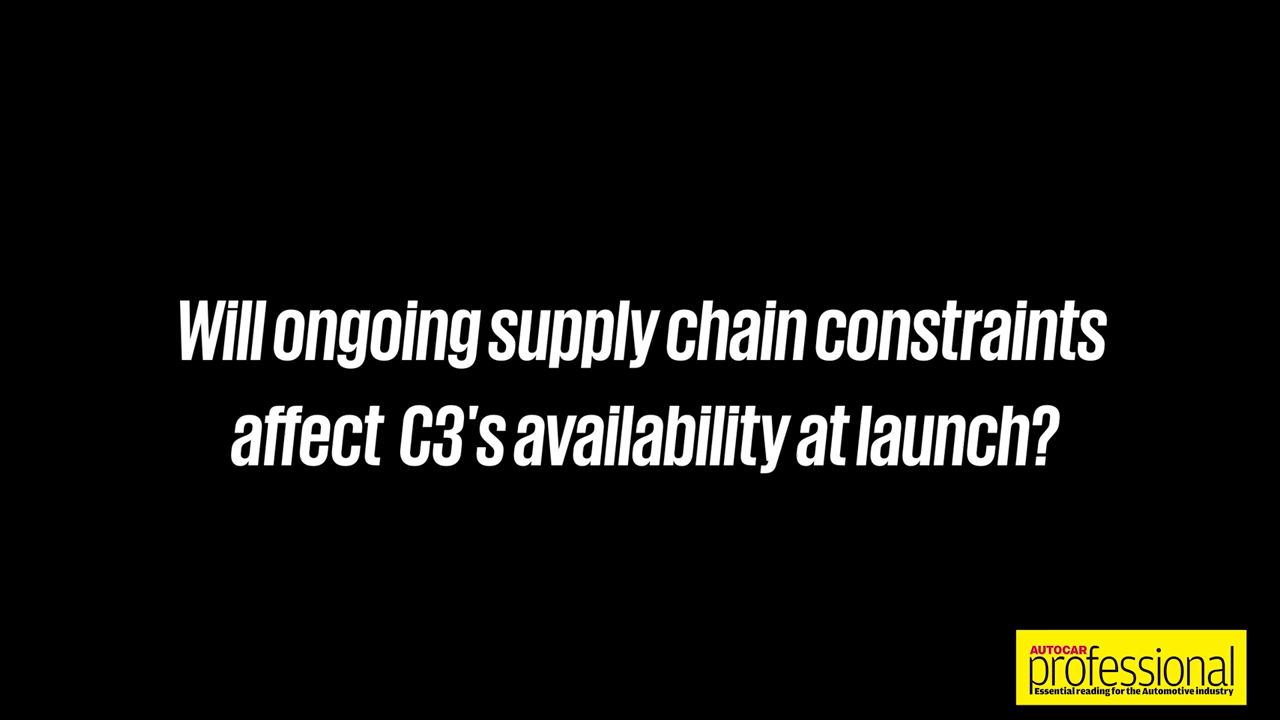 Will ongoing supply chain constraints
affect C3's availability at launch?
AUTOCAR
professional
Essential reading for the Automotive industry